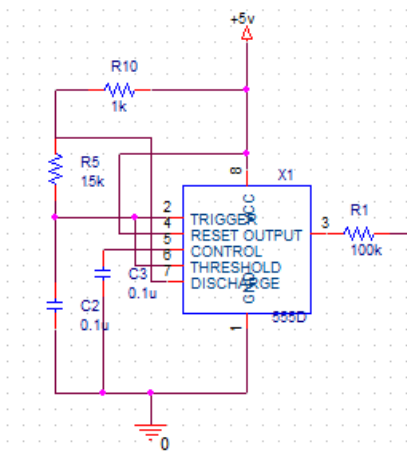 +5v
R10
1k
R5
15k
X1
8
VCC
2
TRIGGER
4
RESET OUTPUT
5
CONTROL
6
THRESHOLD
7
DISCHARGE
3
R1
100k
C3
0.1u
C2
0.1u
GND
1
555D
0